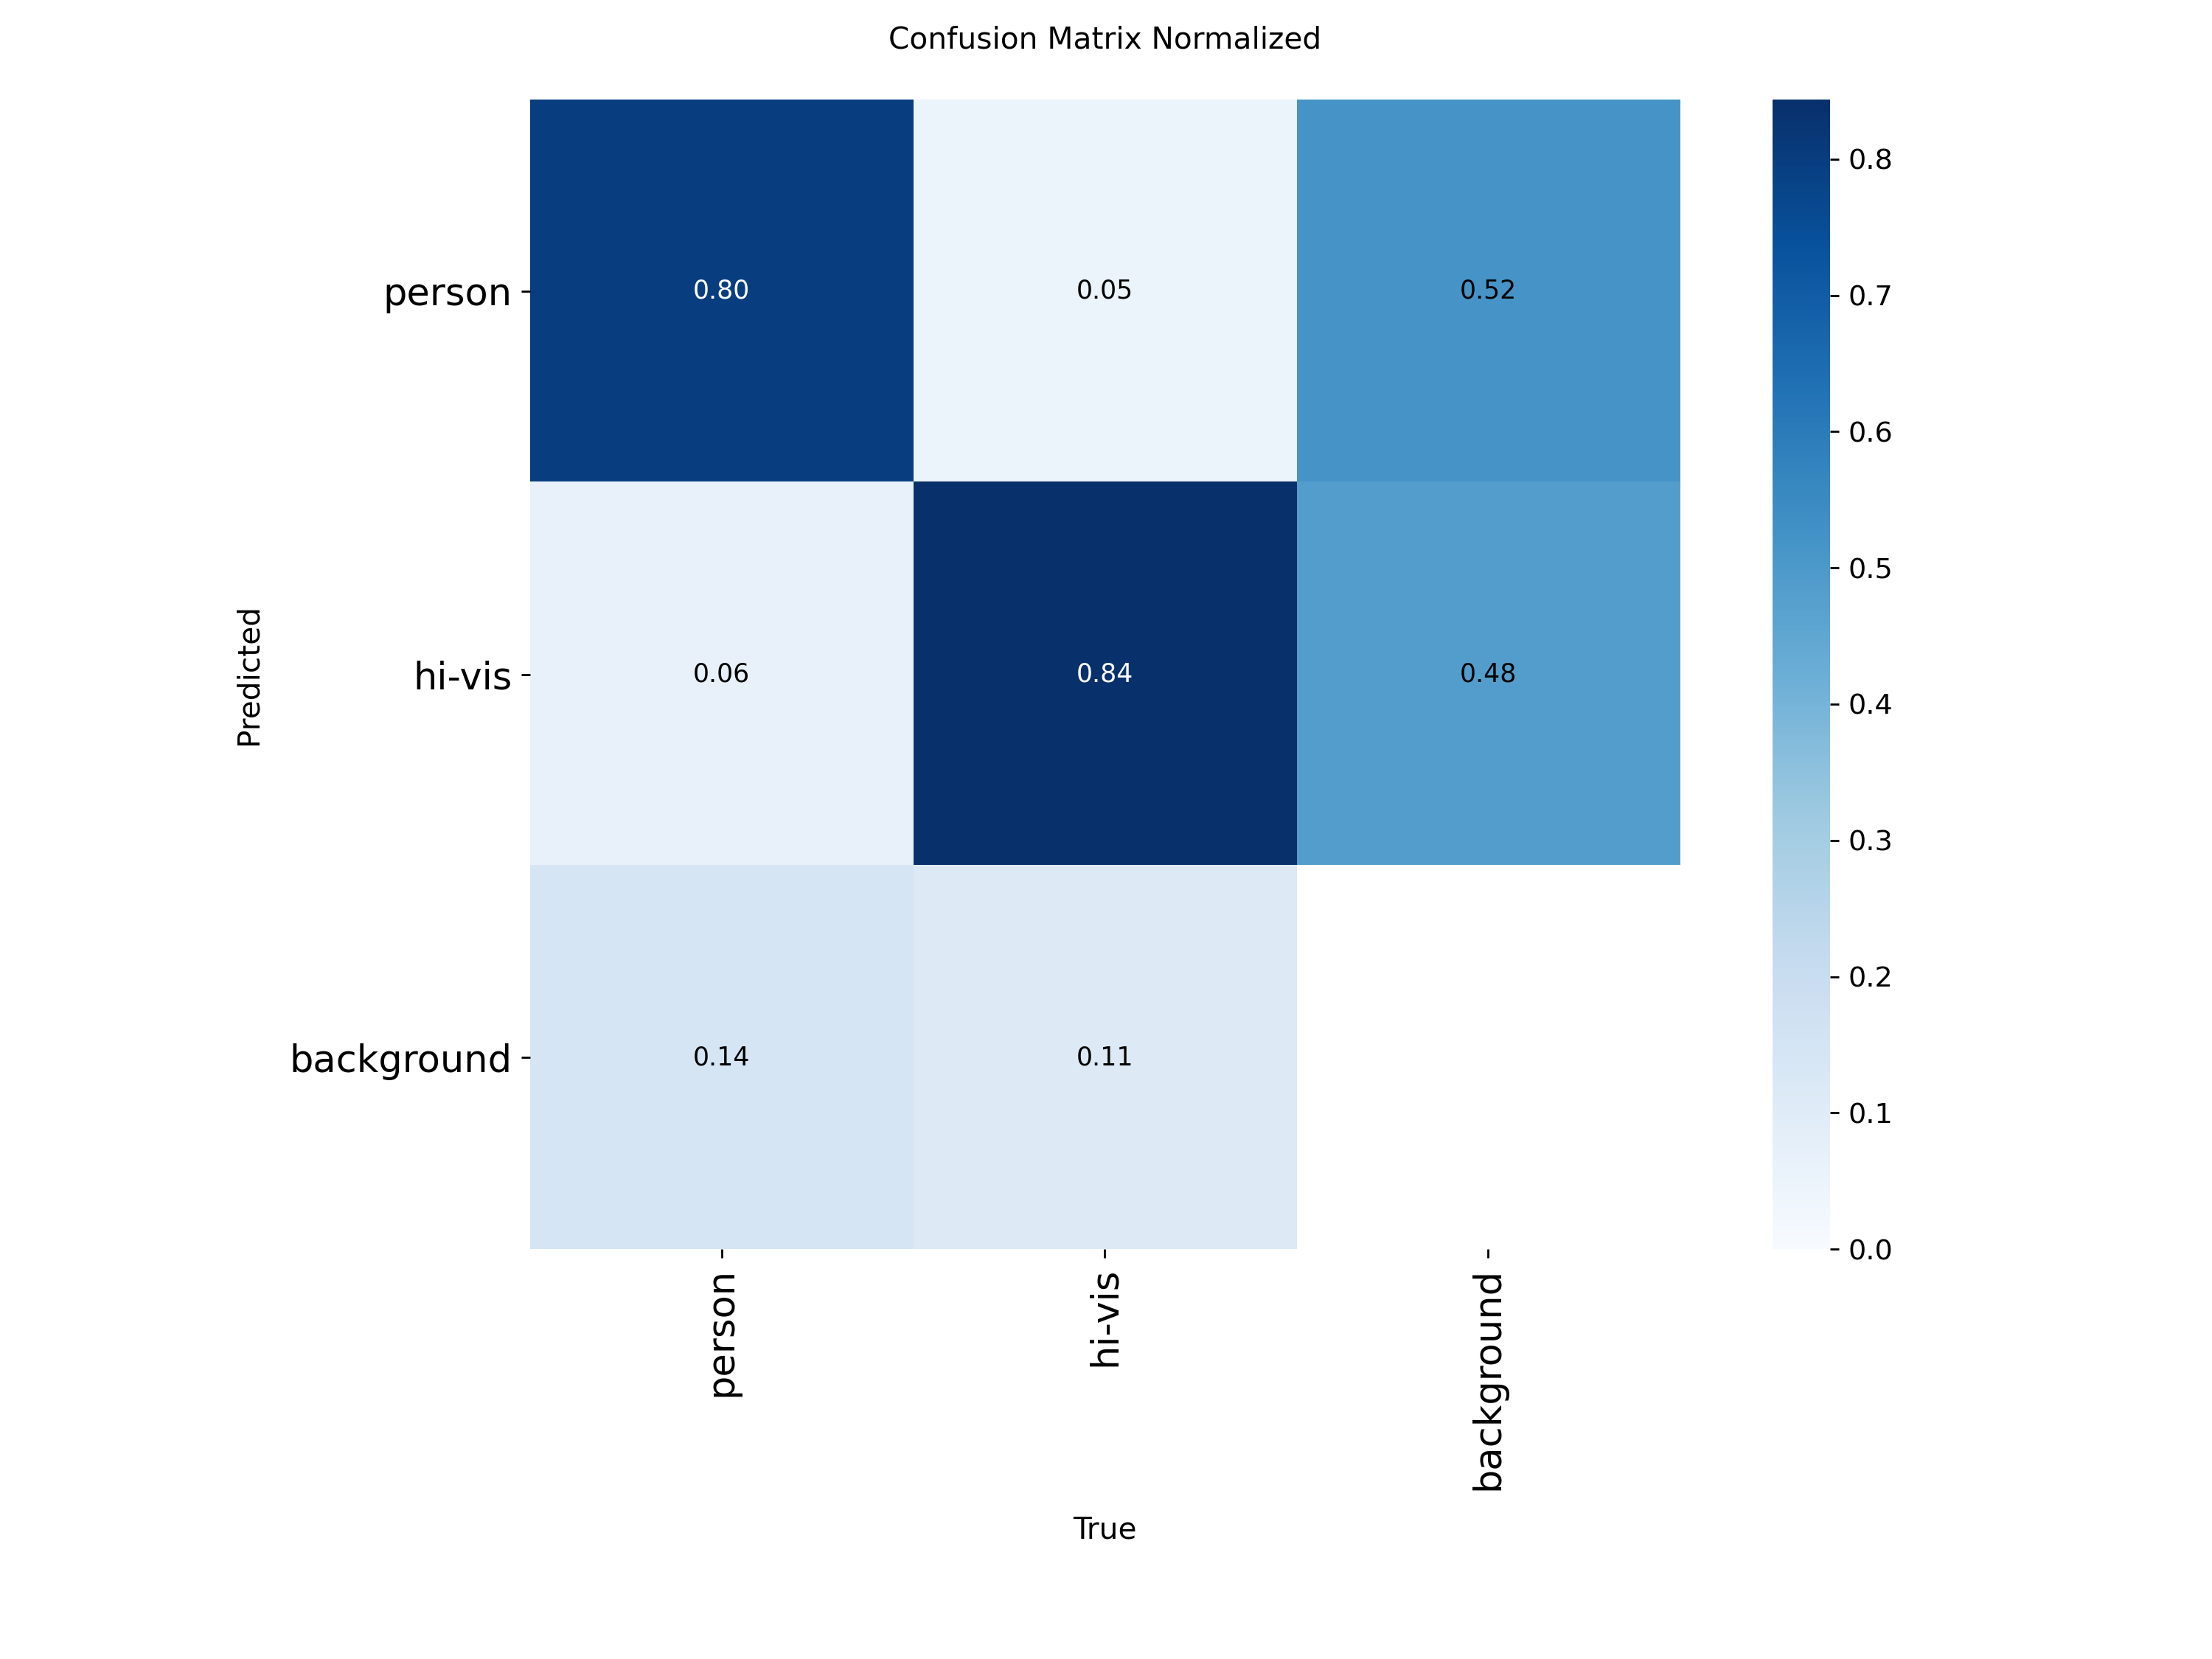 Confusion Matrix Normalized
person
0.80
0.05
0.52
hi-vis
0.06
0.84
0.48
background
0.14
0.11
Predicted
person
hi-vis
background
True
0.8
0.7
0.6
0.5
0.4
0.3
0.2
0.1
0.0